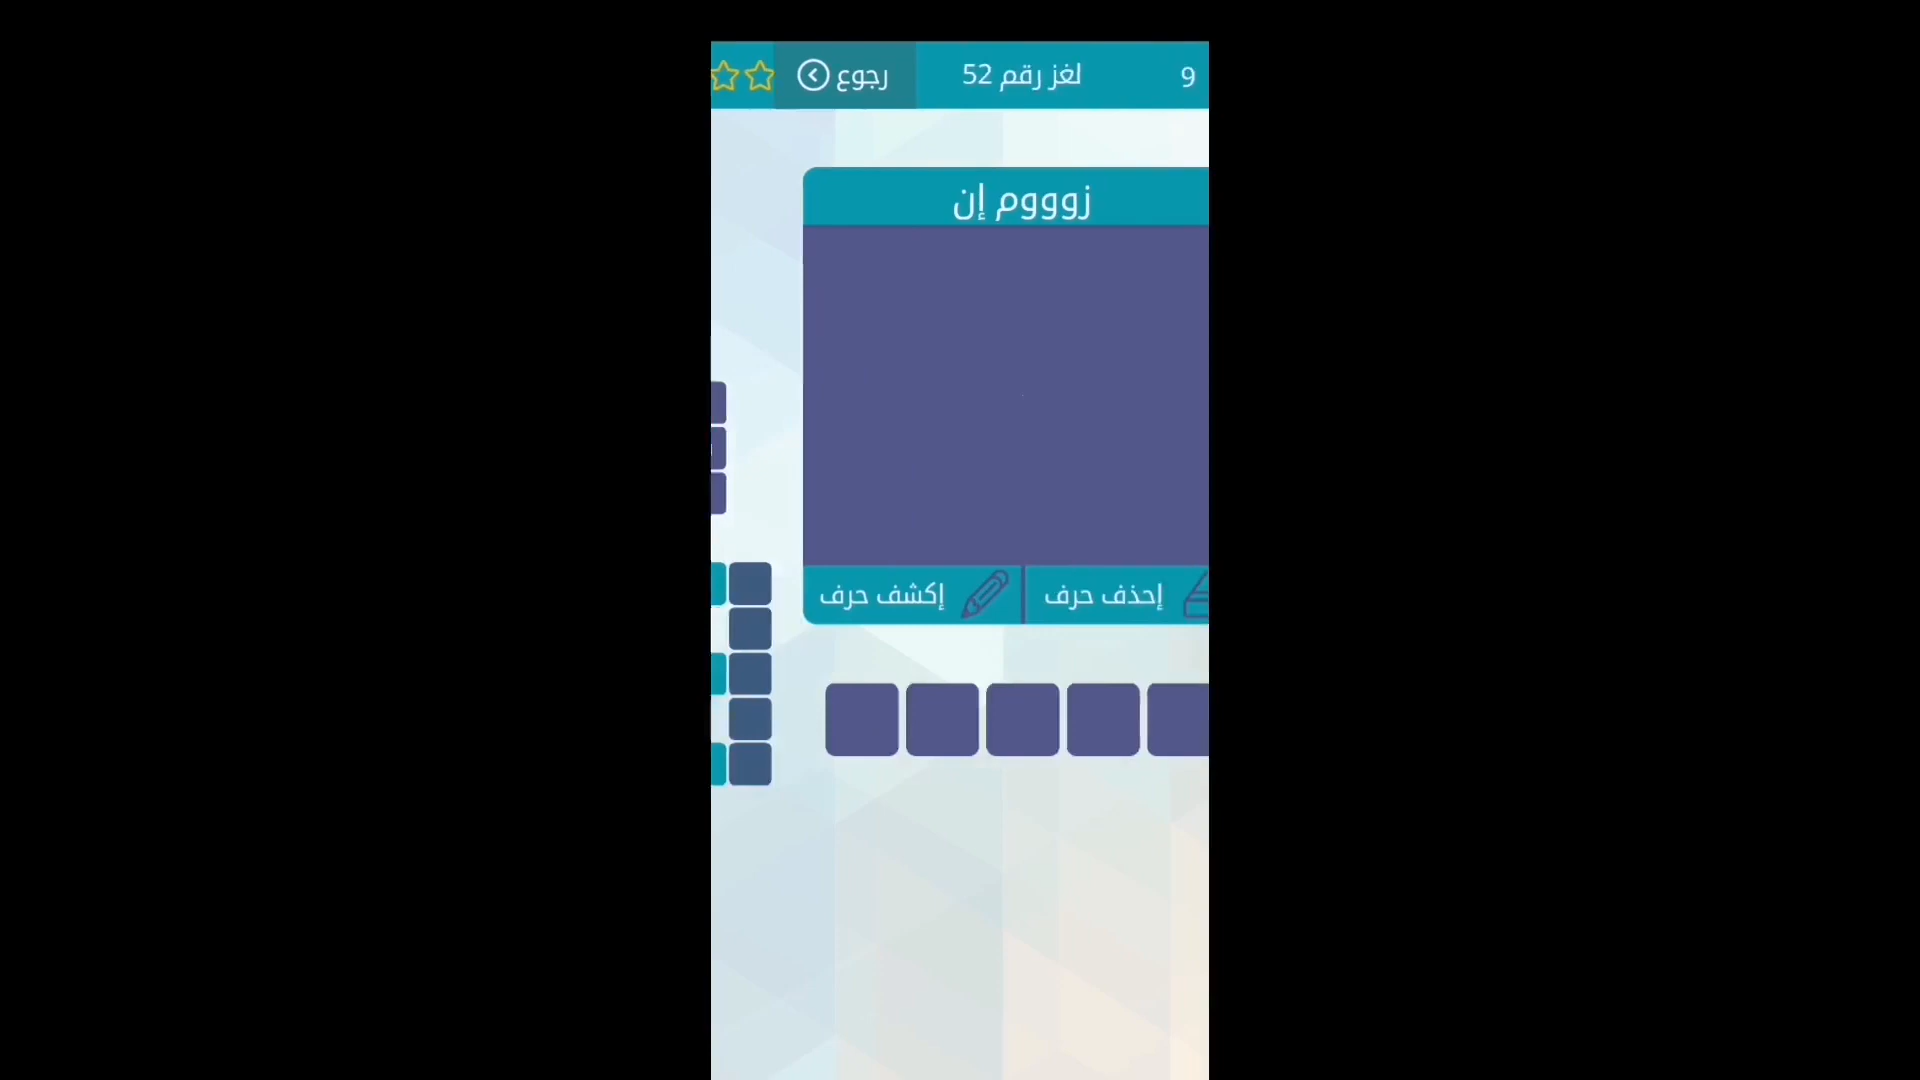 9 لغز رقم 52 رجوع
زوووم إن
إحذف حرف إكشف حرف